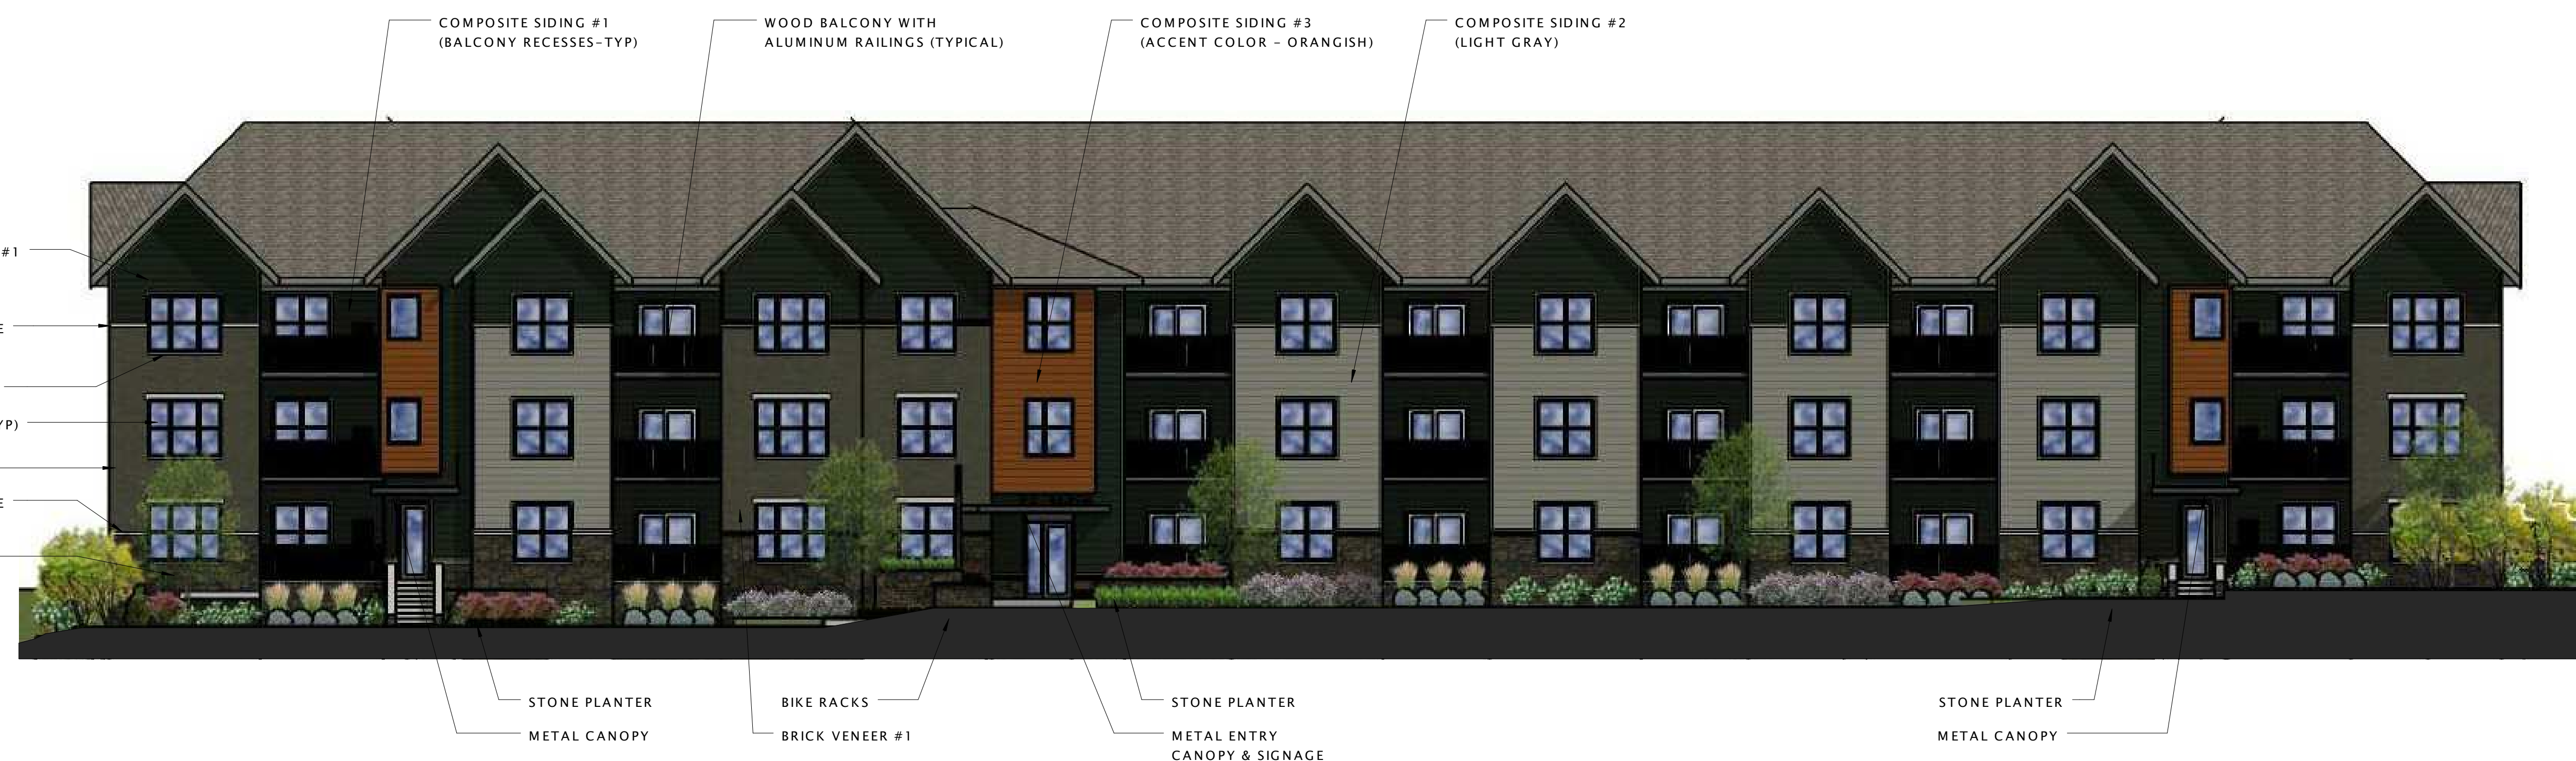 COMPOSITE SIDING #1
(BALCONY RECESSES-TYP)
WOOD BALCONY WITH
ALUMINUM RAILINGS (TYPICAL)
COMPOSITE SIDING #3
(ACCENT COLOR - ORANGISH)
COMPOSITE SIDING #2
(LIGHT GRAY)
#1
E
YP)
E
STONE PLANTER
METAL CANOPY
BIKE RACKS
BRICK VENEER #1
STONE PLANTER
METAL ENTRY
CANOPY & SIGNAGE
STONE PLANTER
METAL CANOPY